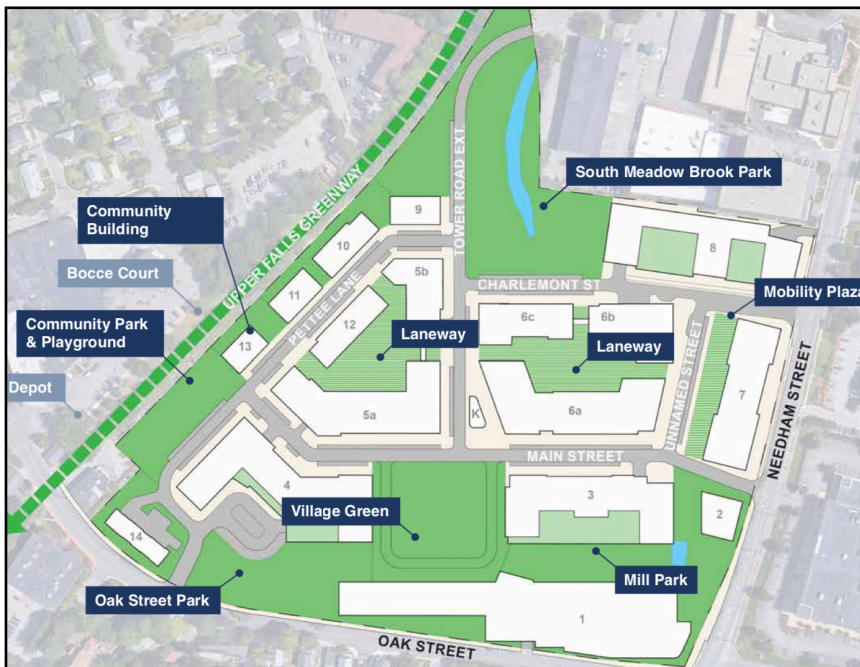 South Meadow Brook Park
TOWER ROAD EXT.
UPPER FALLS GREENWAY
9
Community
Building
8
10
Bocce Court
5b
CHARLEMONT ST
11
PETTEE LANE
Mobility Plaza
6c
6b
12
Community Park
& Playground
13
Laneway
Laneway
UNNAMED STREET
NEEDHAM STREET
7
Depot
5a
K
6a
MAIN STREET
4
3
Village Green
2
14
Mill Park
Oak Street Park
1
OAK STREET